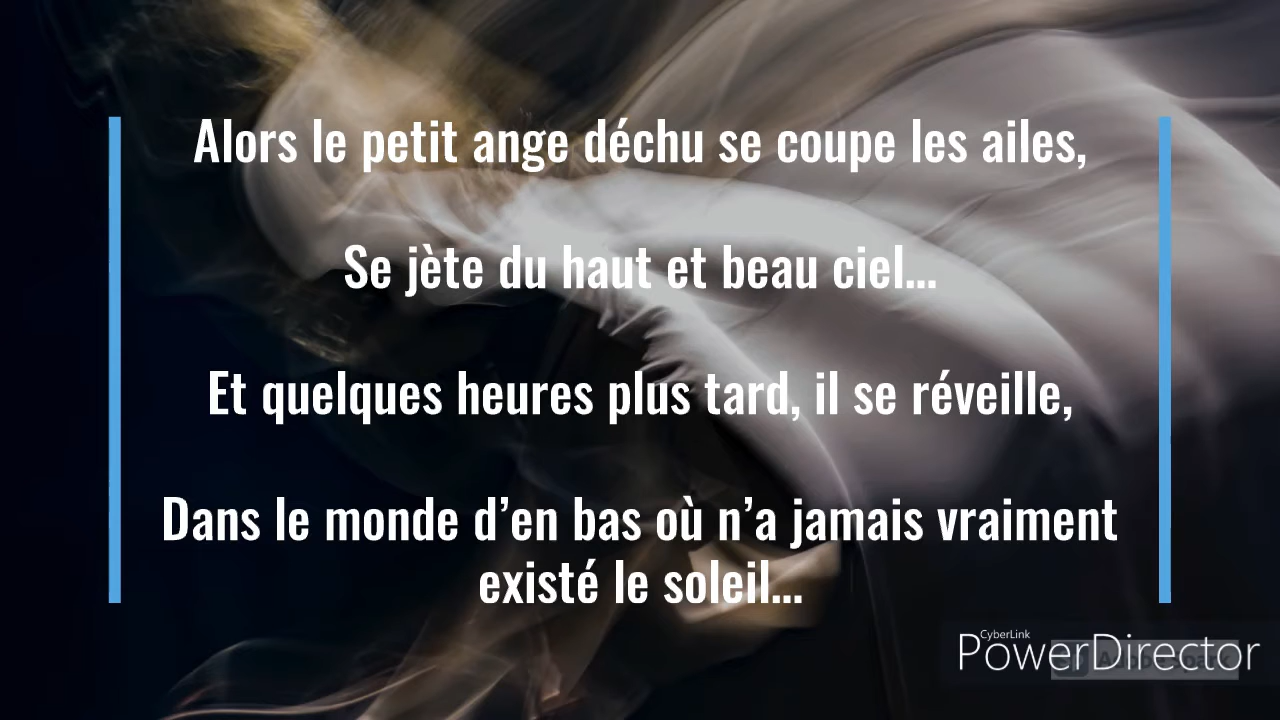 Alors le petit ange déchu se coupe les ailes,
Se jète du haut et beau ciel...
Et quelques heures plus tard, il se réveille,
Dans le monde d’en bas où n’a jamais vraiment
existé le soleil...
CyberLink
PowerDirector